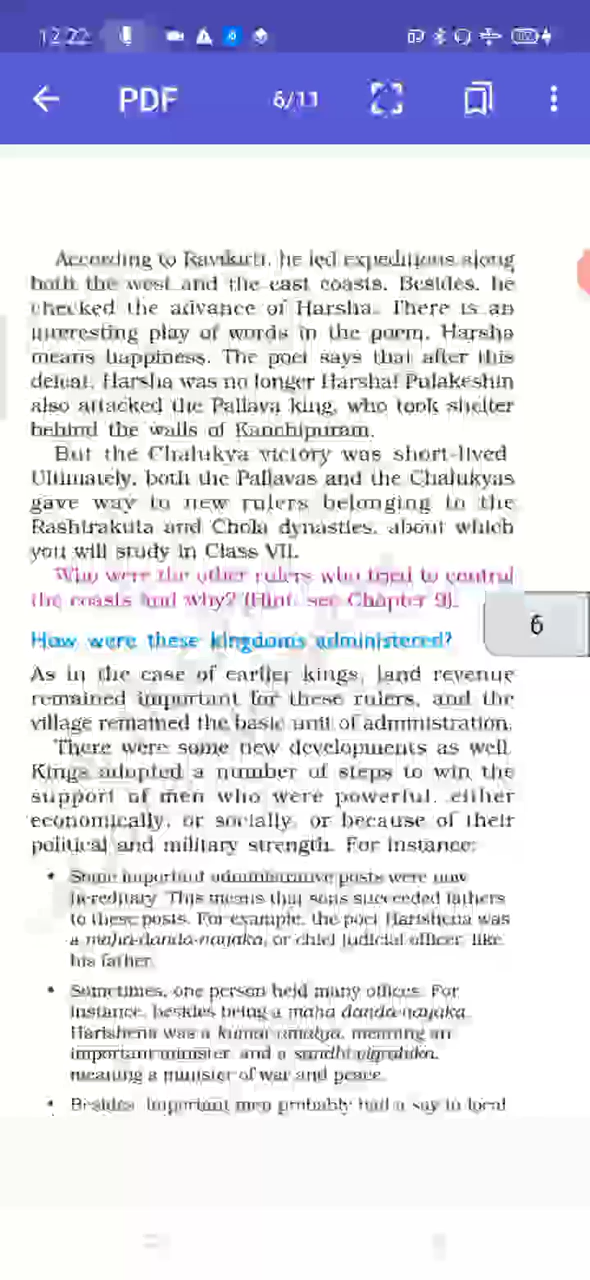 12:22
PDF
6/11
According to Ravikirti, he led expeditions along
both the west and the east coasts. Besides, he
checked the advance of Harsha. There is an
interesting play of words in the poem. Harsha
means happiness. The poet says that after this
defeat, Harsha was no longer Harsha! Pulakeshin
also attacked the Pallava king, who took shelter
behind the walls of Kanchipuram.
But the Chalukya victory was short-lived
Ultimately, both the Pallavas and the Chalukyas
gave way to new rulers belonging to the
Rashtrakuta and Chola dynasties, about which
you will study in Class VII.
Who were the other rulers who tried to control
the coasts and why? (Hint: see Chapter 9).
6
How were these kingdoms administered?
As in the case of earlier kings, land revenue
remained important for these rulers, and the
village remained the basic unit of administration.
There were some new developments as well.
Kings adopted a number of steps to win the
support of men who were powerful, either
economically, or socially, or because of their
political and military strength. For instance:
• Some important administrative posts were now
hereditary. This means that sons succeeded fathers
to these posts. For example, the poet Harishena was
a maha-danda-nayaka, or chief judicial officer, like
his father.
• Sometimes, one person held many offices. For
instance, besides being a maha-danda-nayaka,
Harishena was a kumar-amatya, meaning an
important minister, and a sandhi-vigrahika,
meaning a minister of war and peace.
• Besides, important men probably had a say in local